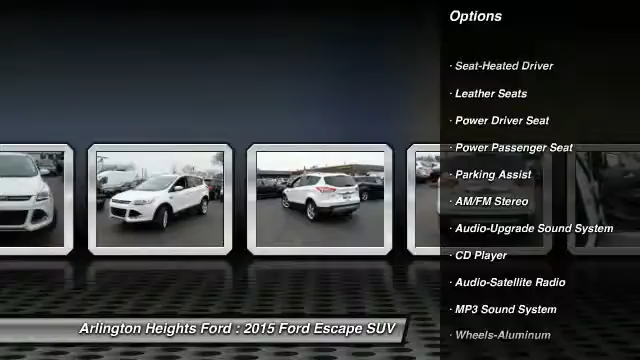 Options
· Seat-Heated Driver
· Leather Seats
· Power Driver Seat
· Power Passenger Seat
· Parking Assist
· AM/FM Stereo
· Audio-Upgrade Sound System
· CD Player
· Audio-Satellite Radio
· MP3 Sound System
· Wheels-Aluminum
Arlington Heights Ford : 2015 Ford Escape SUV